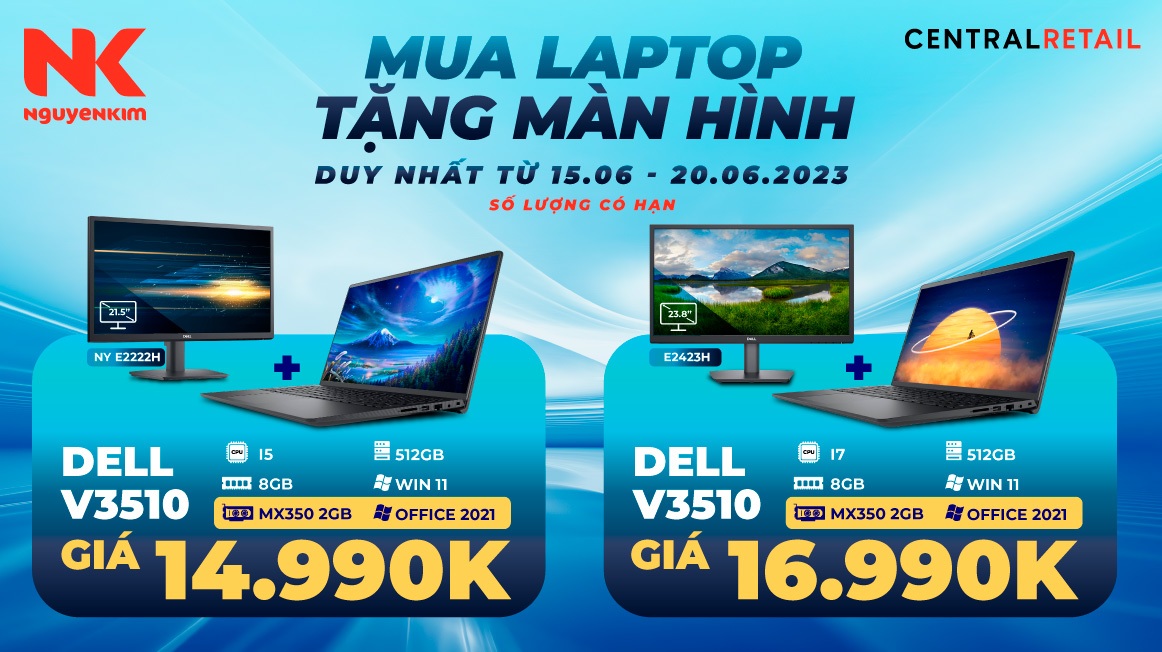 NK
NGUYENKIM
CENTRALRETAIL
MUA LAPTOP
TẶNG MÀN HÌNH
DUY NHẤT TỪ 15.06 - 20.06.2023
SỐ LƯỢNG CÓ HẠN
21.5”
DELL
NY E2222H
+
DELL
V3510
CPU I5
512GB
8GB
WIN 11
MX350 2GB
OFFICE 2021
GIÁ 14.990K
23.8”
DELL
E2423H
+
DELL
V3510
CPU I7
512GB
8GB
WIN 11
MX350 2GB
OFFICE 2021
GIÁ 16.990K